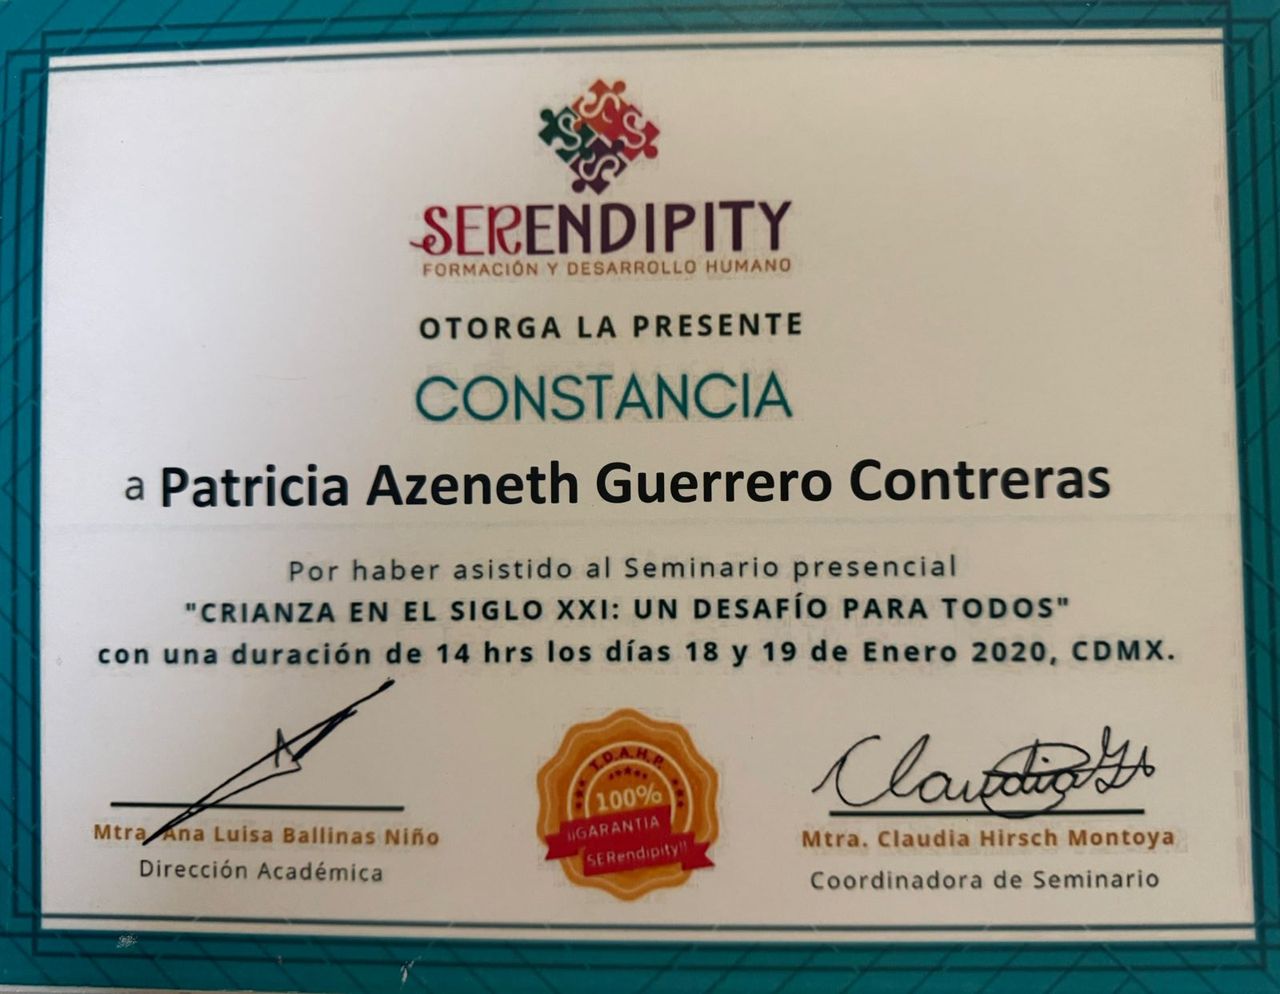 SERENDIPITY
FORMACIÓN Y DESARROLLO HUMANO
OTORGA LA PRESENTE
CONSTANCIA
a Patricia Azeneth Guerrero Contreras
Por haber asistido al Seminario presencial
"CRIANZA EN EL SIGLO XXI: UN DESAFÍO PARA TODOS"
con una duración de 14 hrs los días 18 y 19 de Enero 2020, CDMX.
Mtra. Ana Luisa Ballinas Niño
Dirección Académica
T.D.A.H.P.
100%
¡¡GARANTIA
SERendipity!!
Claudia
Mtra. Claudia Hirsch Montoya
Coordinadora de Seminario